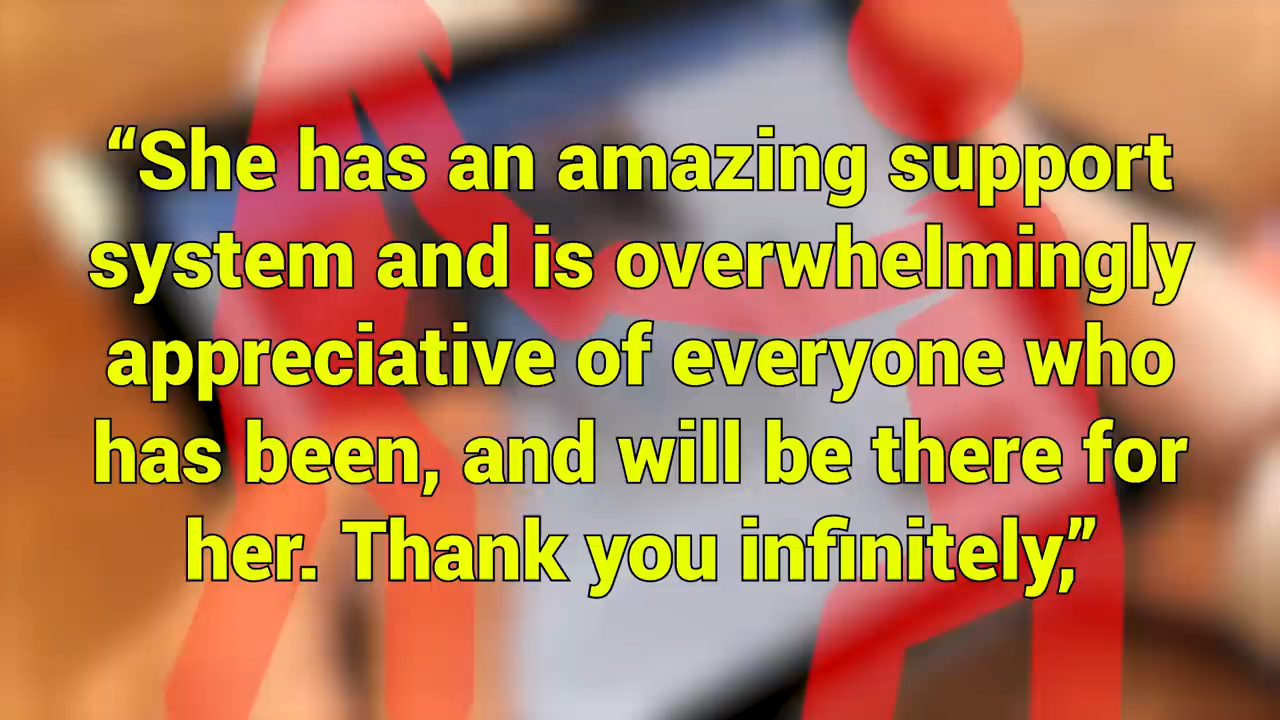 “She has an amazing support
system and is overwhelmingly
appreciative of everyone who
has been, and will be there for
her. Thank you infinitely,”